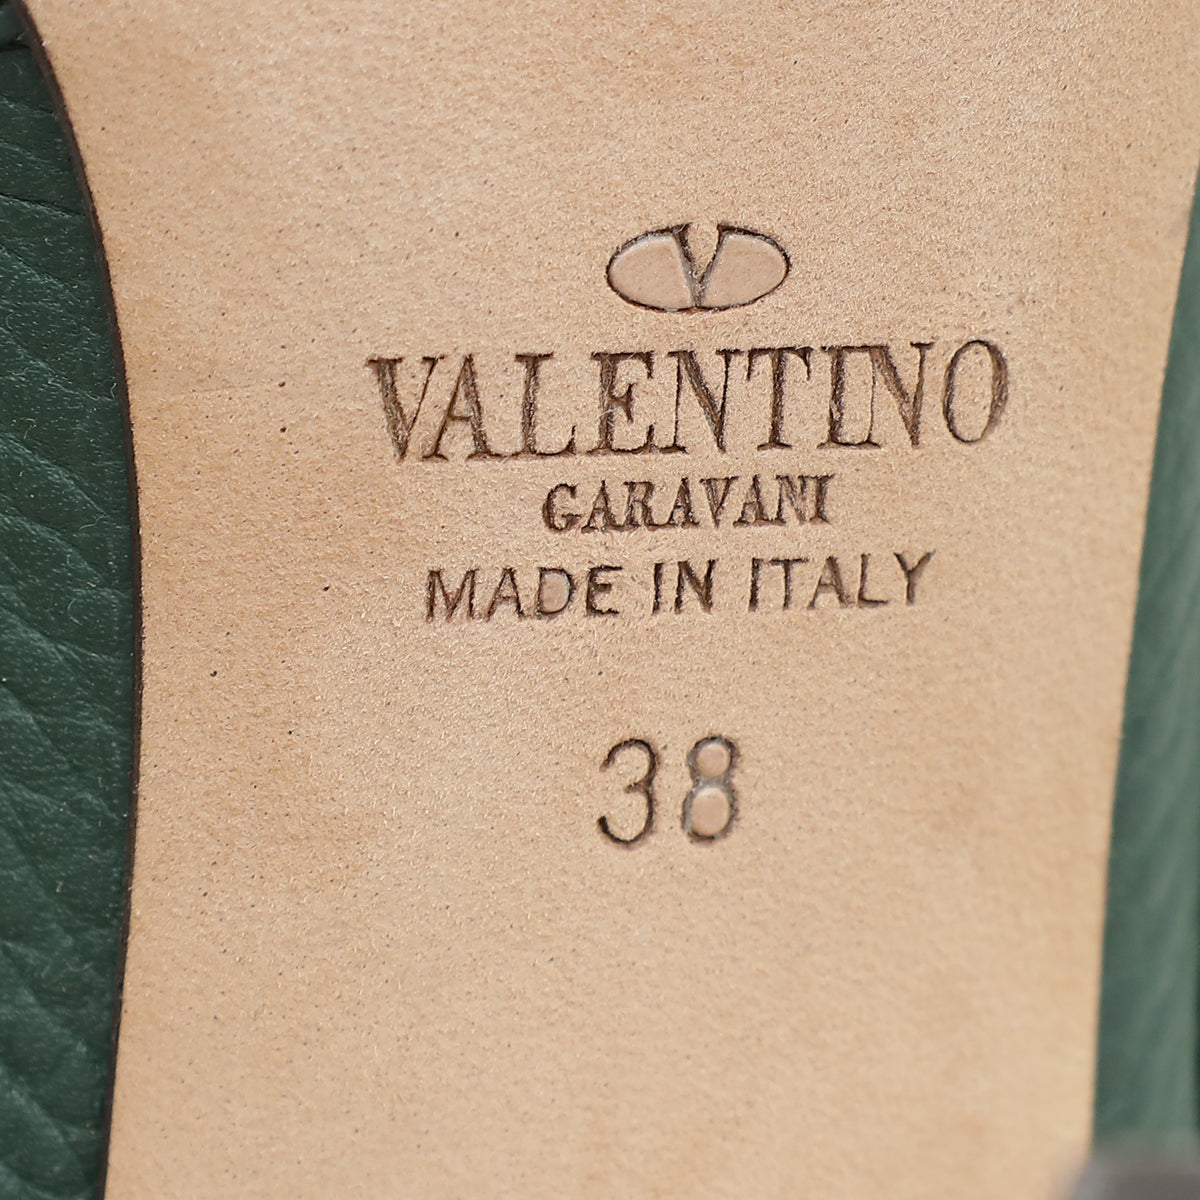 V
VALENTINO
GARAVANI
MADE IN ITALY
38